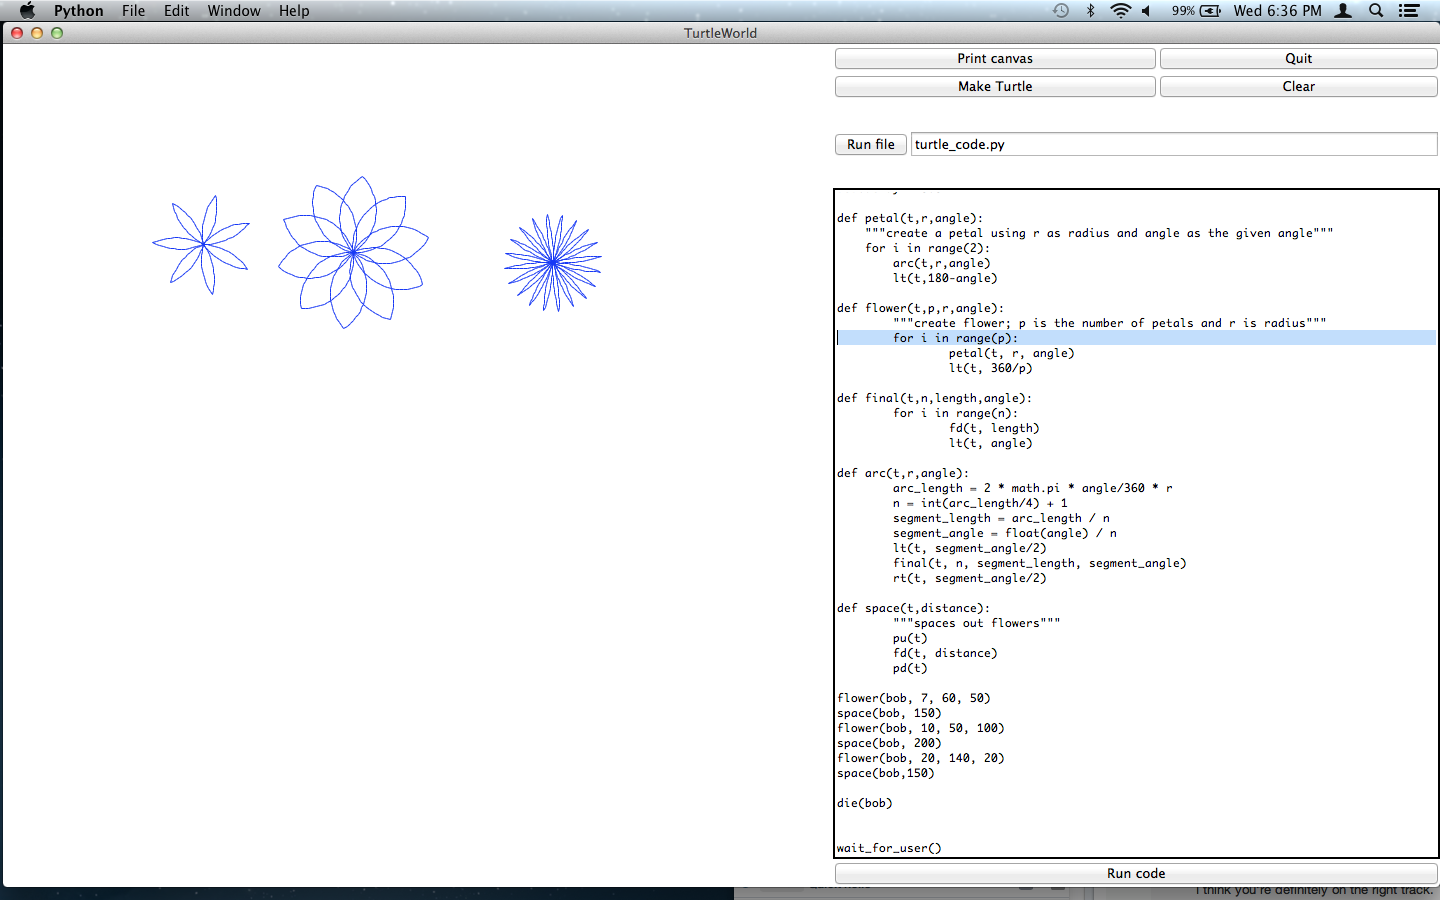 Python File Edit Window Help 99% Wed 6:36 PM
TurtleWorld
Print canvas Quit
Make Turtle Clear
Run file turtle_code.py
def petal(t,r,angle):
"""create a petal using r as radius and angle as the given angle"""
for i in range(2):
arc(t,r,angle)
lt(t,180-angle)
def flower(t,p,r,angle):
"""create flower; p is the number of petals and r is radius"""
for i in range(p):
petal(t, r, angle)
lt(t, 360/p)
def final(t,n,length,angle):
for i in range(n):
fd(t, length)
lt(t, angle)
def arc(t,r,angle):
arc_length = 2 * math.pi * angle/360 * r
n = int(arc_length/4) + 1
segment_length = arc_length / n
segment_angle = float(angle) / n
lt(t, segment_angle/2)
final(t, n, segment_length, segment_angle)
rt(t, segment_angle/2)
def space(t,distance):
"""spaces out flowers"""
pu(t)
fd(t, distance)
pd(t)
flower(bob, 7, 60, 50)
space(bob, 150)
flower(bob, 10, 50, 100)
space(bob, 200)
flower(bob, 20, 140, 20)
space(bob,150)
die(bob)
wait_for_user()
Run code
I think you're definitely on the right track.